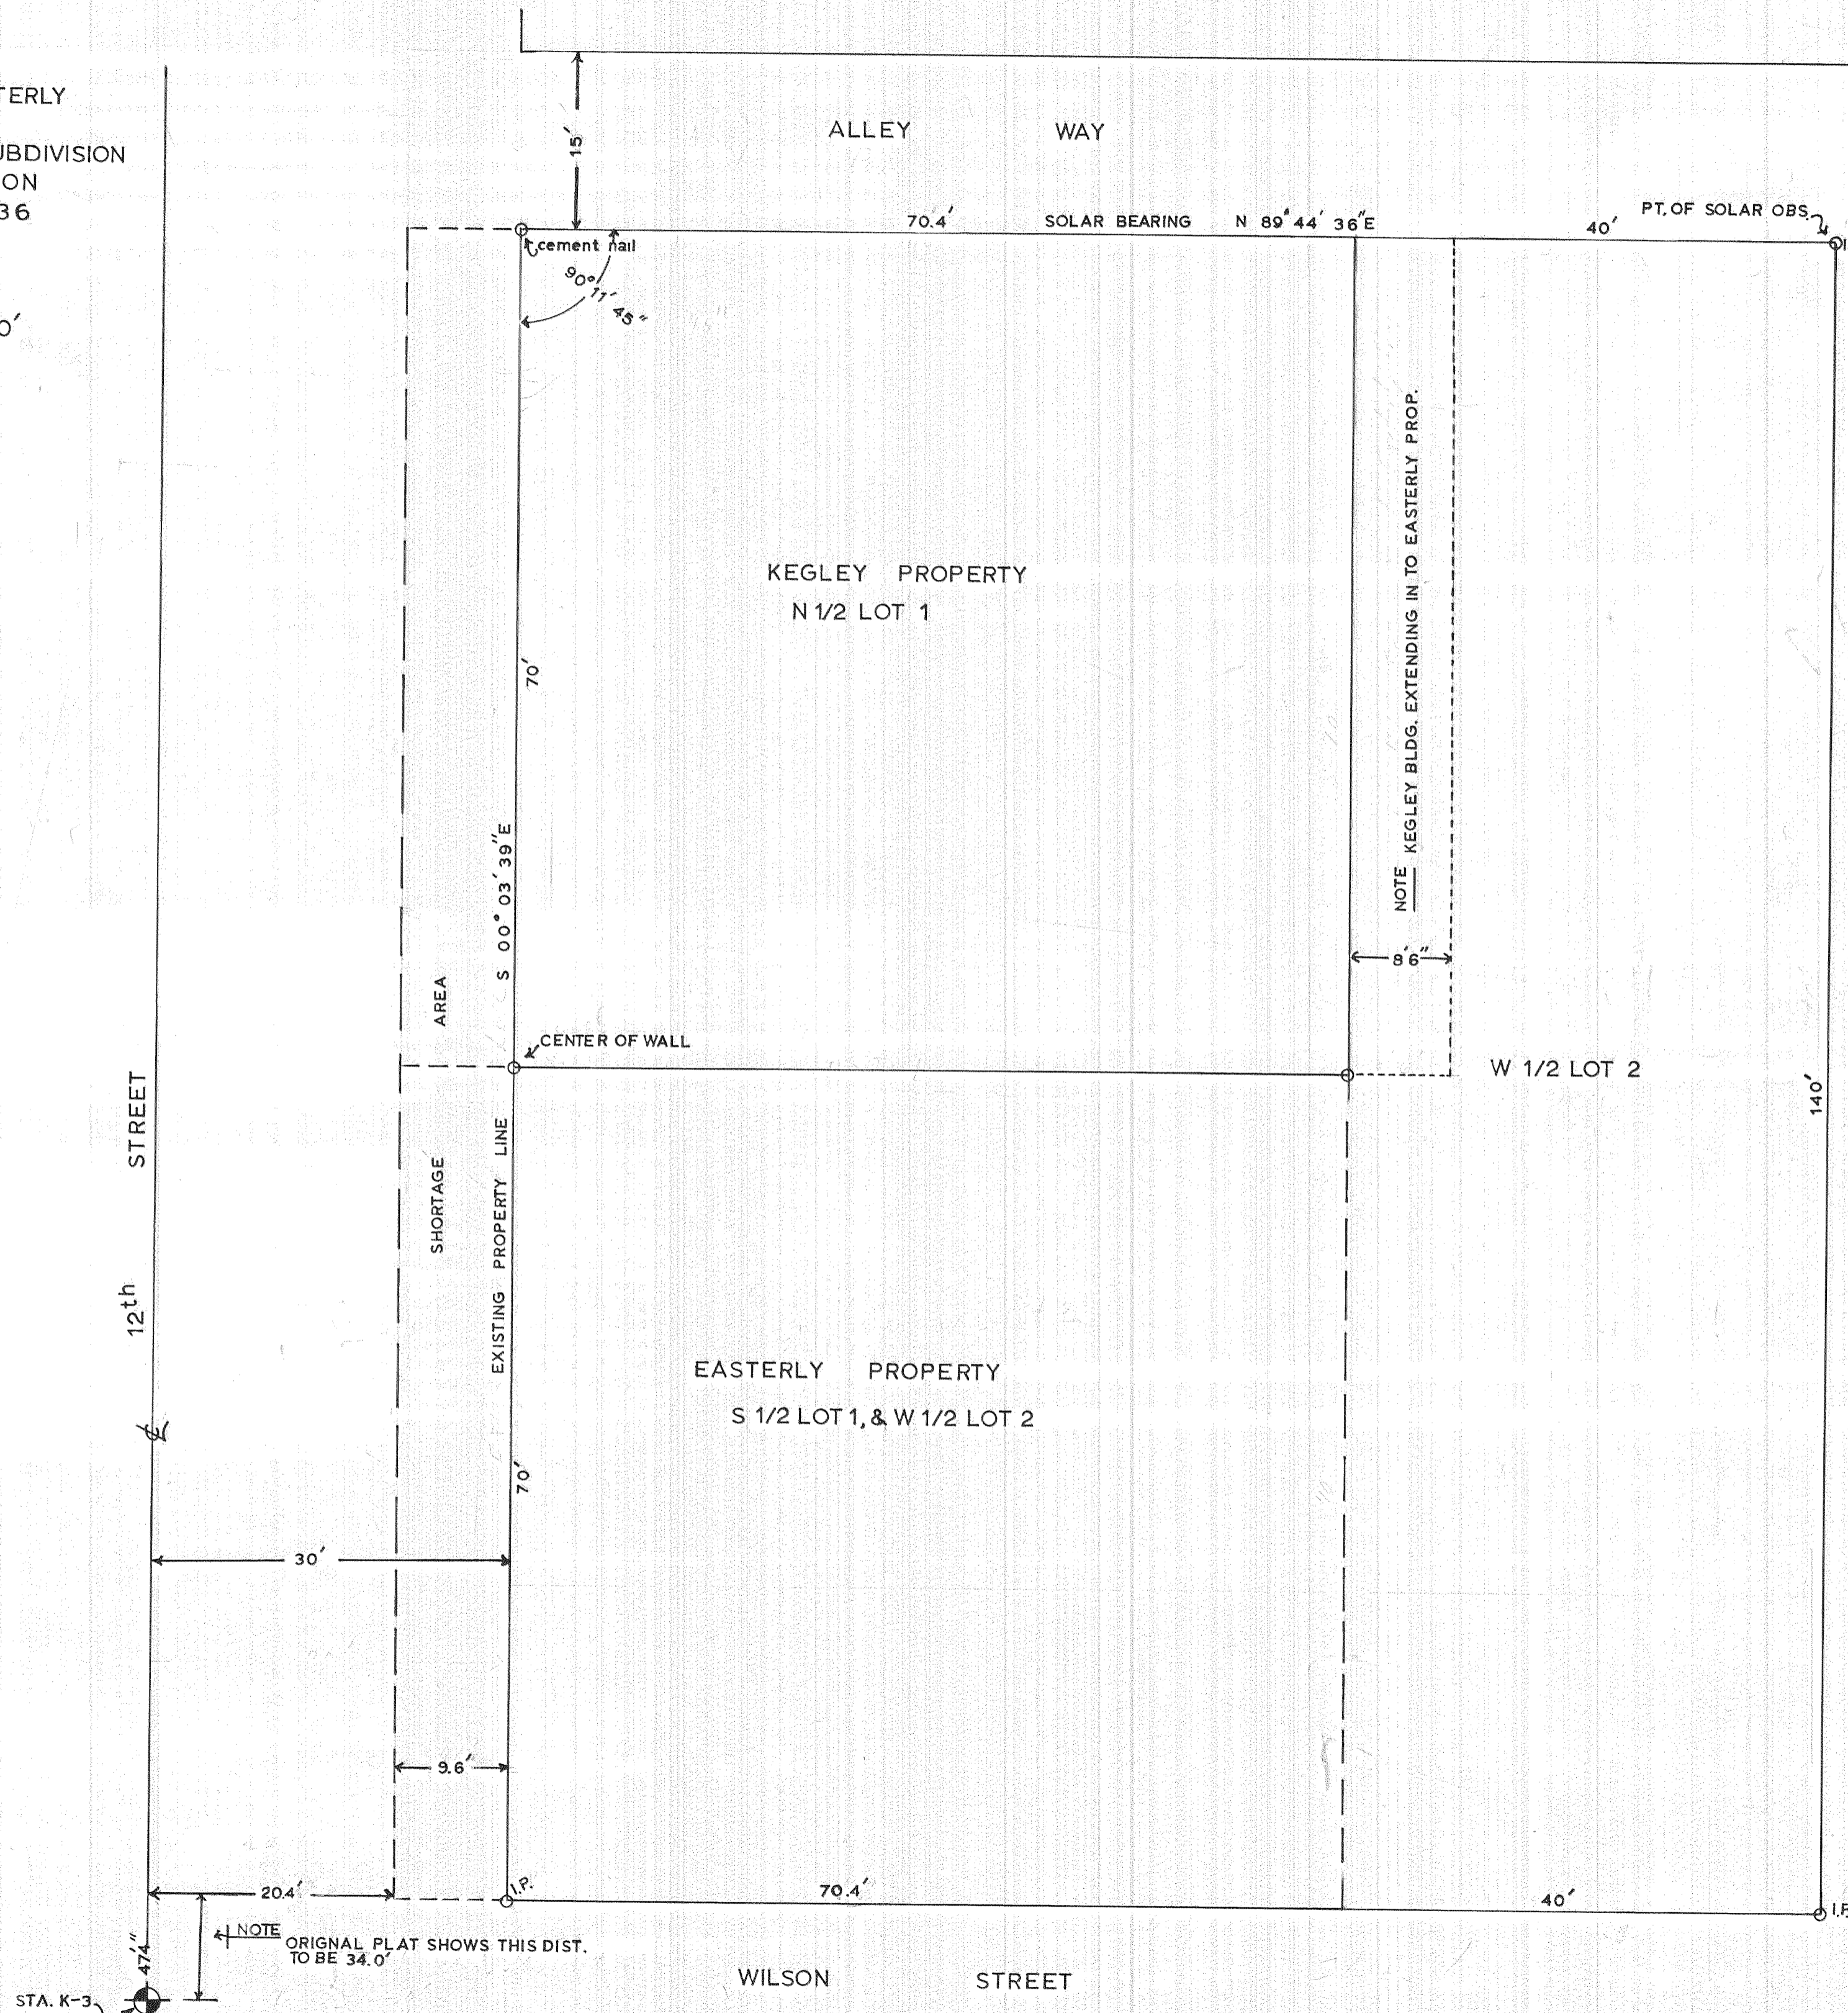 TERLY
UBDIVISION
ON
36
0'
15'
ALLEY WAY
70.4' SOLAR BEARING N 89° 44' 36"E
40'
PT. OF SOLAR OBS.
cement nail
90° 11' 45"
KEGLEY PROPERTY
N 1/2 LOT 1
70'
S 00° 03' 39"E
NOTE KEGLEY BLDG. EXTENDING IN TO EASTERLY PROP.
8'6"
AREA
CENTER OF WALL
W 1/2 LOT 2
140'
12th STREET
SHORTAGE
EXISTING PROPERTY LINE
EASTERLY PROPERTY
S 1/2 LOT 1, & W 1/2 LOT 2
70'
30'
9.6'
20.4'
I.P.
70.4'
40'
I.P
NOTE
ORIGNAL PLAT SHOWS THIS DIST.
TO BE 34.0'
WILSON STREET
STA. K-3